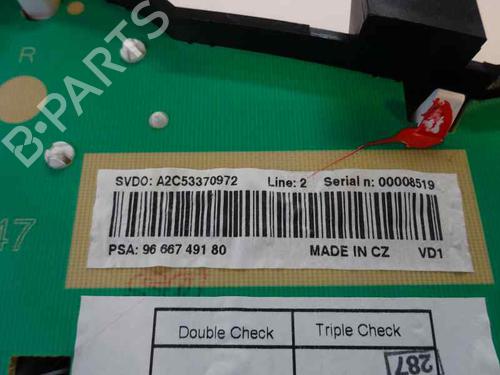 R
B-PARTS
SVDO: A2C53370972 Line: 2 Serial n: 00008519
47
PSA: 96 667 491 80 MADE IN CZ VD1
Double Check Triple Check
287